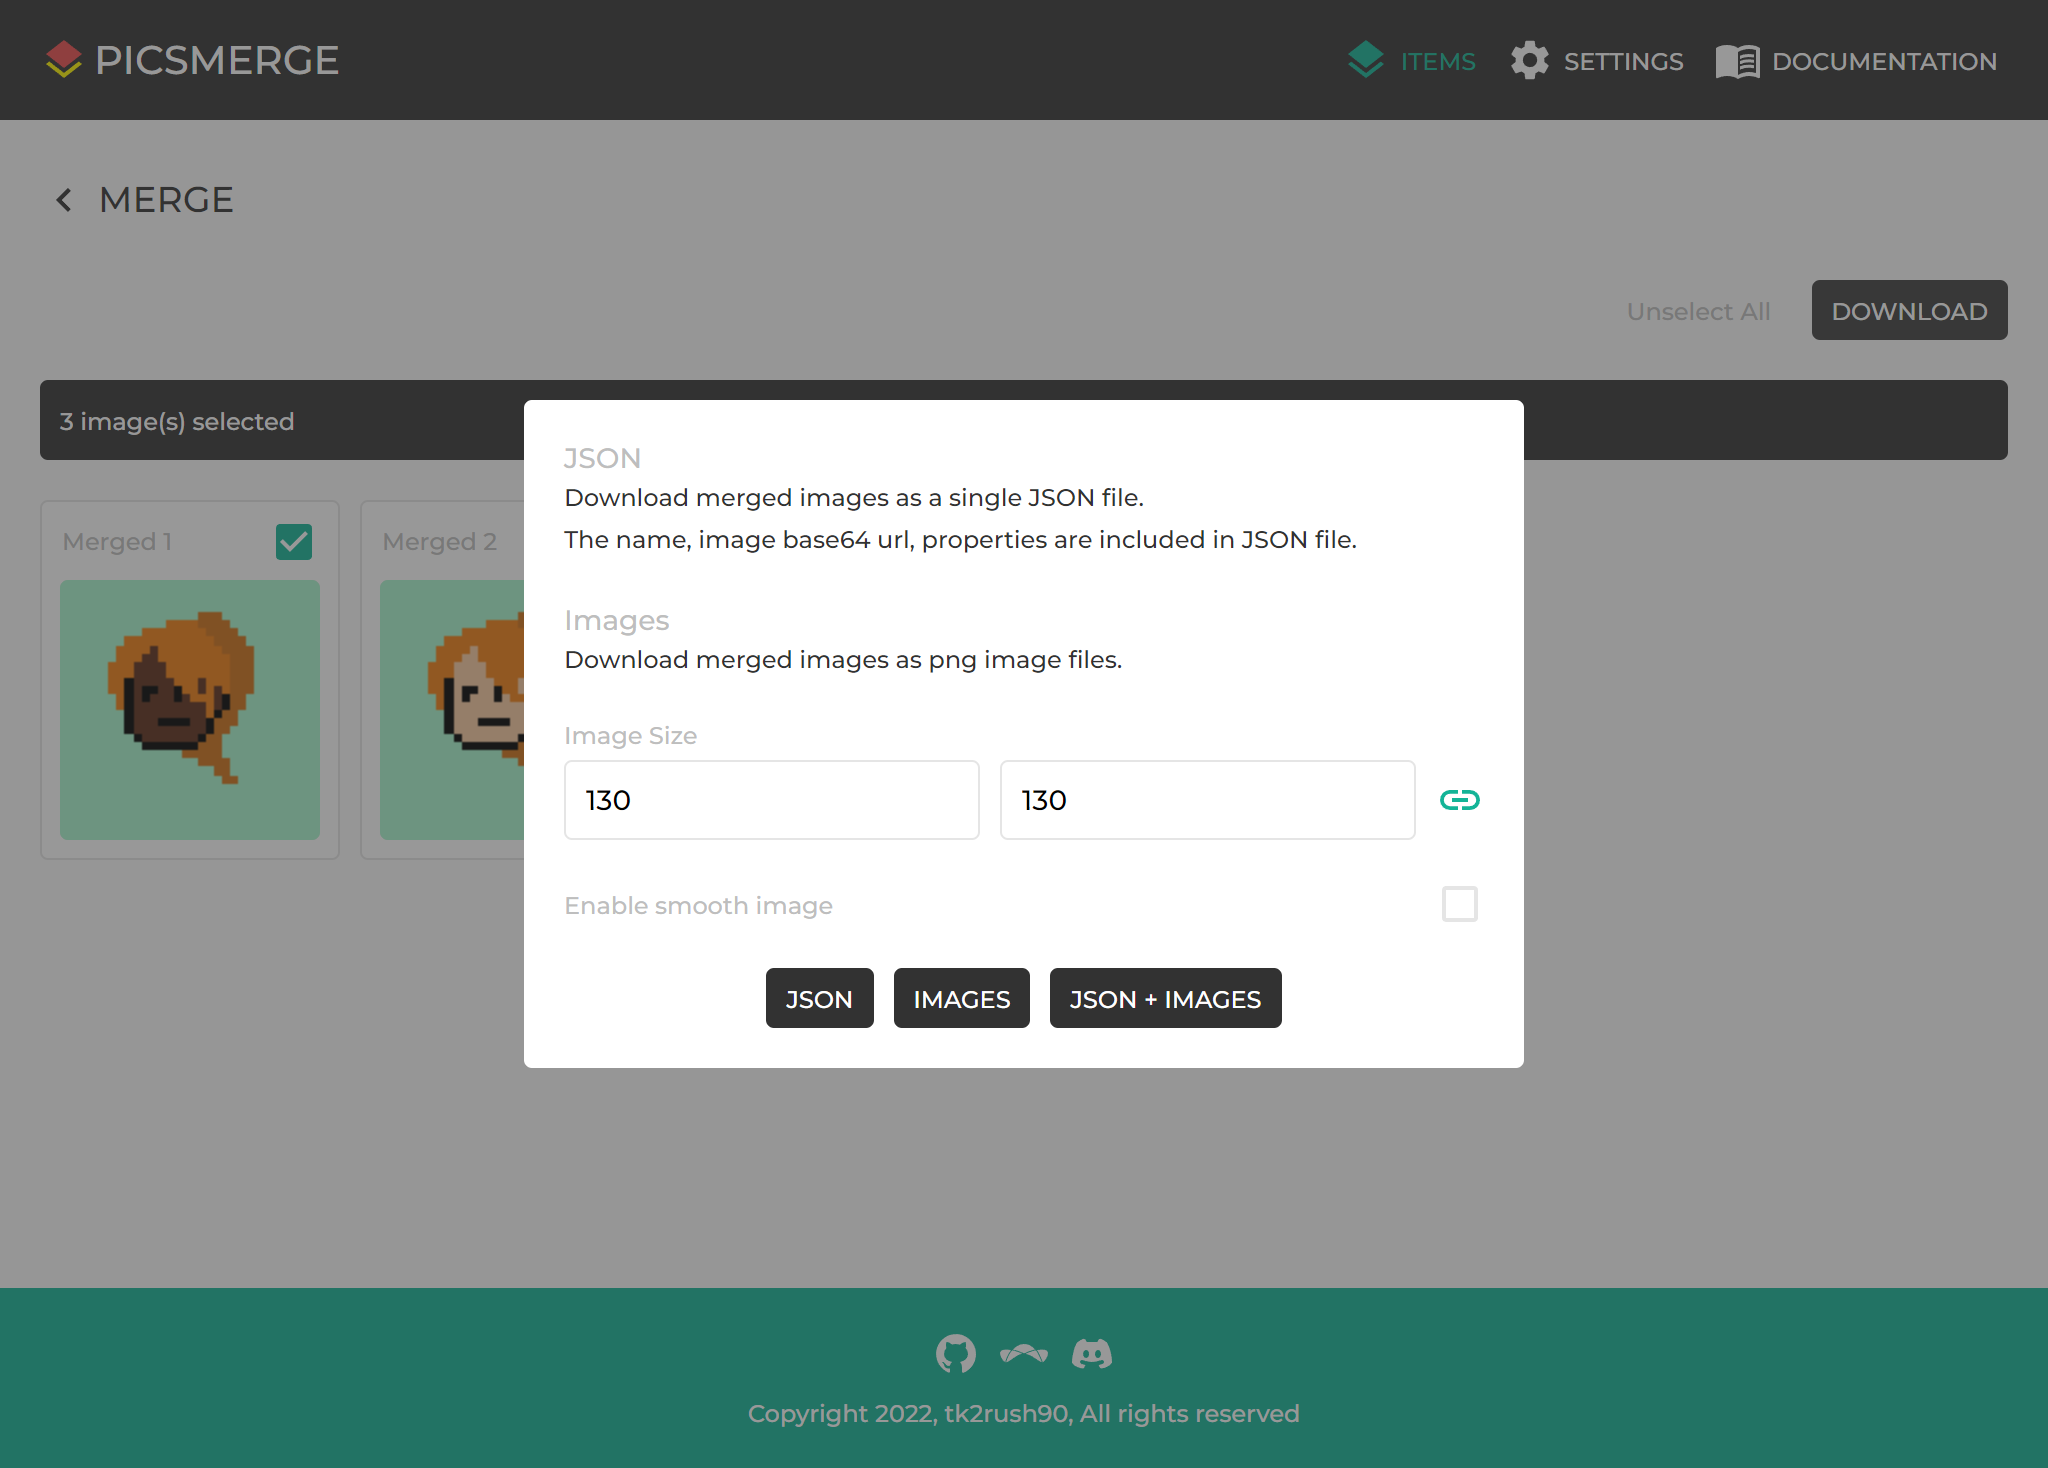 PICSMERGE
ITEMS
SETTINGS
DOCUMENTATION
MERGE
Unselect All
DOWNLOAD
3 image(s) selected
Merged 1
Merged 2
JSON
Download merged images as a single JSON file.
The name, image base64 url, properties are included in JSON file.
Images
Download merged images as png image files.
Image Size
130
130
Enable smooth image
JSON
IMAGES
JSON + IMAGES
Copyright 2022, tk2rush90, All rights reserved